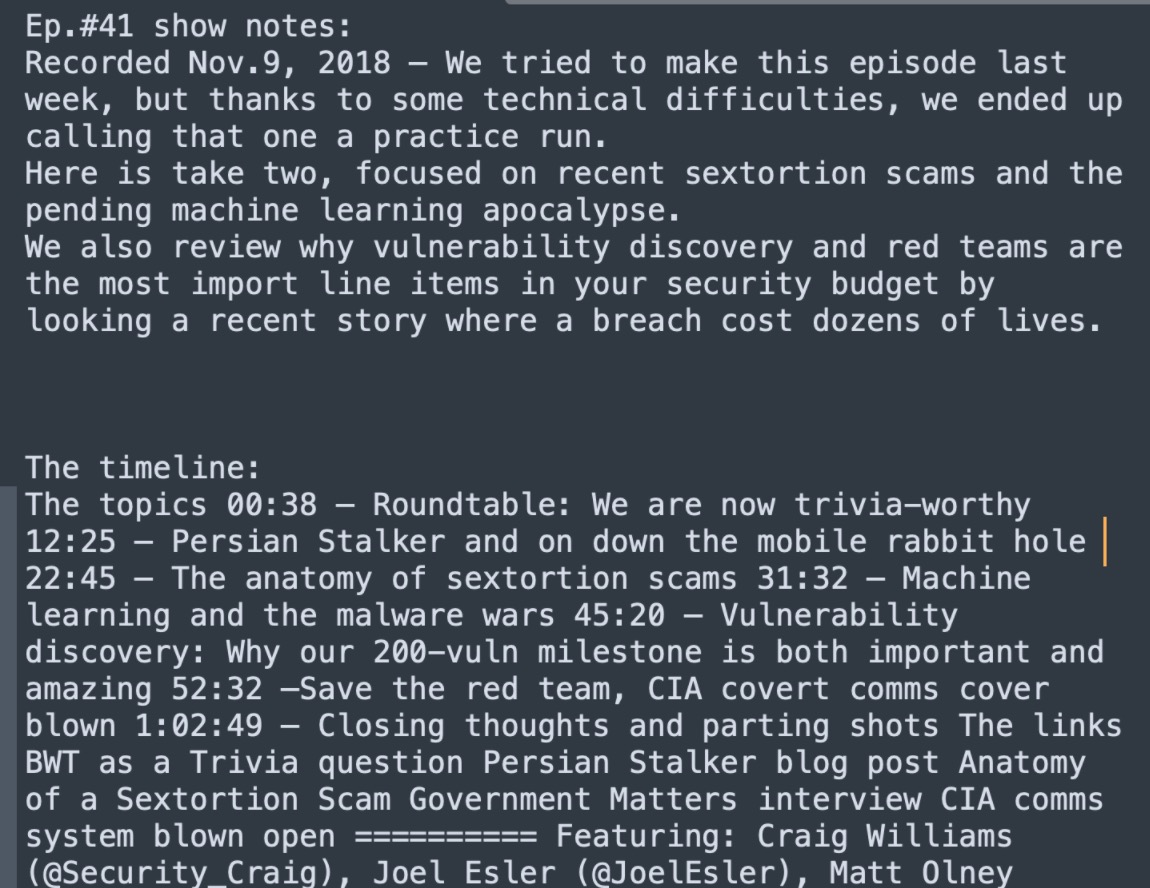 Ep.#41 show notes:
Recorded Nov.9, 2018 — We tried to make this episode last
week, but thanks to some technical difficulties, we ended up
calling that one a practice run.
Here is take two, focused on recent sextortion scams and the
pending machine learning apocalypse.
We also review why vulnerability discovery and red teams are
the most import line items in your security budget by
looking a recent story where a breach cost dozens of lives.
The timeline:
The topics 00:38 — Roundtable: We are now trivia-worthy
12:25 — Persian Stalker and on down the mobile rabbit hole
22:45 — The anatomy of sextortion scams 31:32 — Machine
learning and the malware wars 45:20 — Vulnerability
discovery: Why our 200-vuln milestone is both important and
amazing 52:32 —Save the red team, CIA covert comms cover
blown 1:02:49 — Closing thoughts and parting shots The links
BWT as a Trivia question Persian Stalker blog post Anatomy
of a Sextortion Scam Government Matters interview CIA comms
system blown open ========== Featuring: Craig Williams
(@Security_Craig), Joel Esler (@JoelEsler), Matt Olney